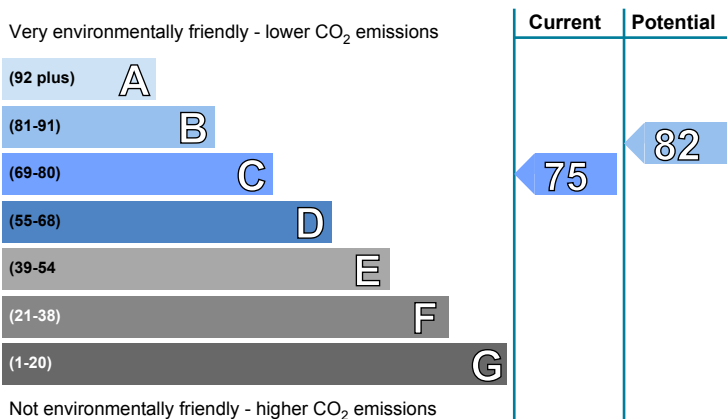 Current Potential
Very environmentally friendly - lower CO₂ emissions
(92 plus) A
(81-91) B
82
(69-80) C
75
(55-68) D
(39-54 E
(21-38) F
(1-20) G
Not environmentally friendly - higher CO₂ emissions